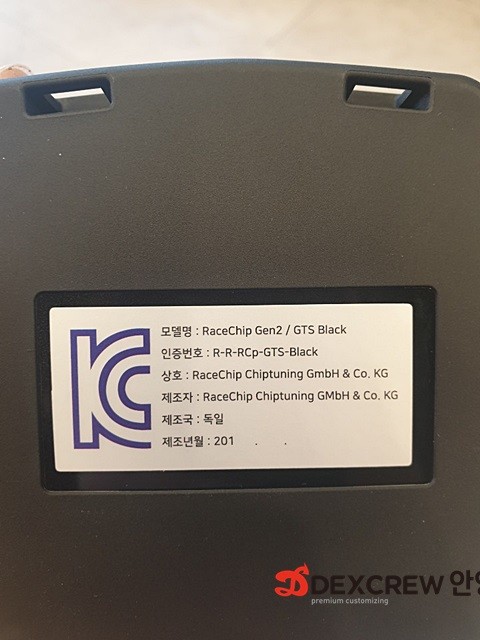 KC
모델명 : RaceChip Gen2 / GTS Black
인증번호 : R-R-RCp-GTS-Black
상호 : RaceChip Chiptuning GmbH & Co. KG
제조자 : RaceChip Chiptuning GMbH & Co. KG
제조국 : 독일
제조년월 : 201 . .
DEXCREW
premium customizing